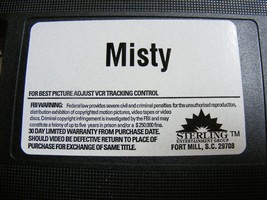 Misty
FOR BEST PICTURE ADJUST VCR TRACKING CONTROL
FBI WARNING: Federal law provides severe civil and criminal penalties for the unauthorized reproduction,
distribution exhibition of copyrighted motion pictures, video tapes or video
discs. Criminal copyright infringement is investigated by the FBI and may
constitute a felony of up to five years in prison and/or a $250,000 fine.
30 DAY LIMITED WARRANTY FROM PURCHASE DATE.
SHOULD VIDEO BE DEFECTIVE RETURN TO PLACE OF
PURCHASE FOR EXCHANGE OF SAME TITLE.
STERLING TM
ENTERTAINMENT GROUP
FORT MILL, S.C. 29708